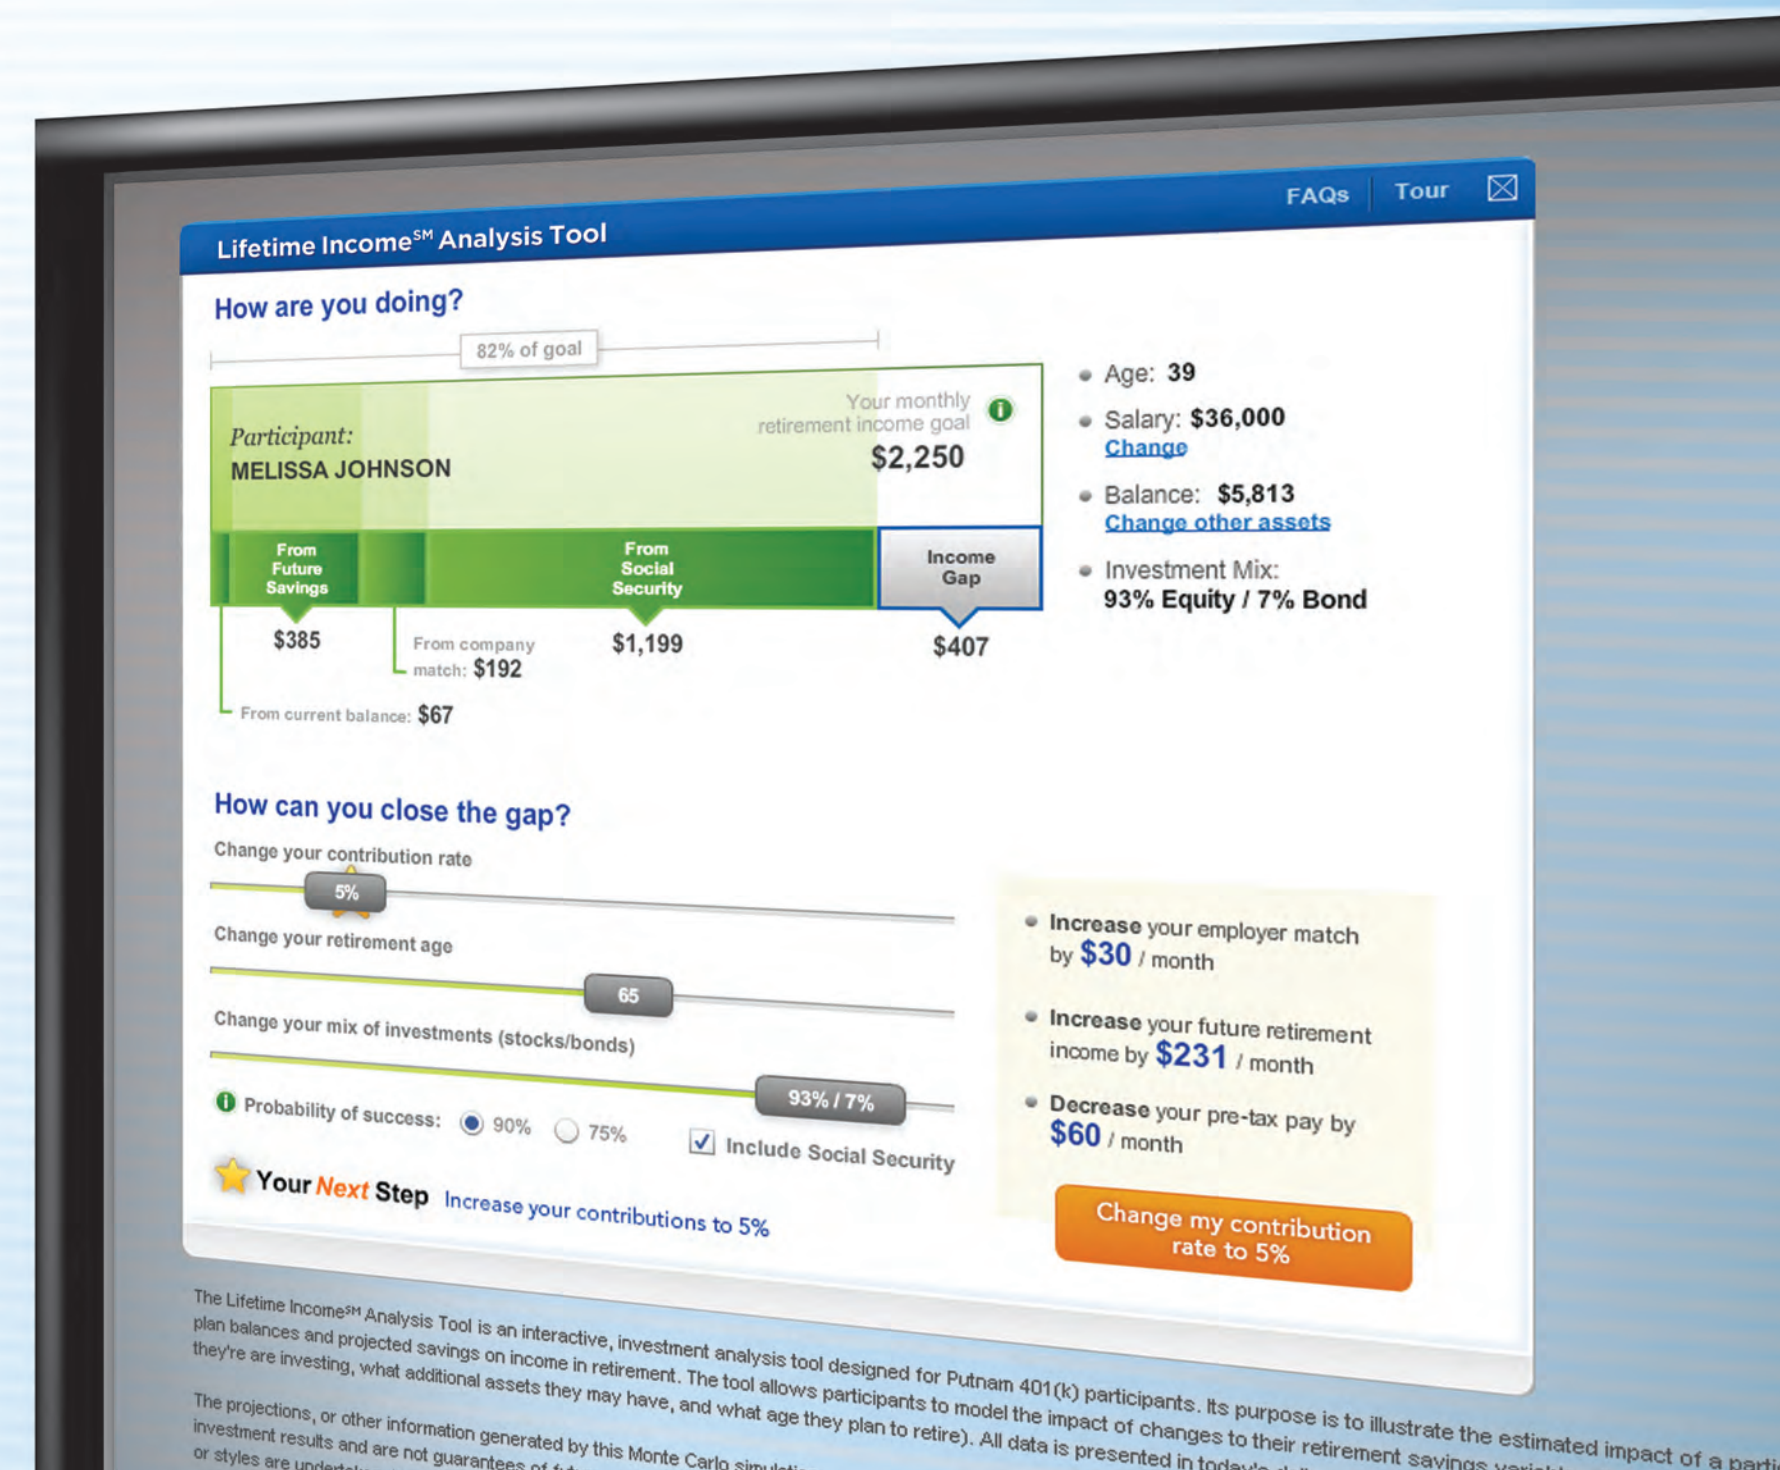 FAQs
Tour
Lifetime Income℠ Analysis Tool
How are you doing?
82% of goal
Participant:
MELISSA JOHNSON
Your monthly
retirement income goal
$2,250
From
Future
Savings
From
Social
Security
Income
Gap
$385
From company
match: $192
$1,199
$407
From current balance: $67
Age: 39
Salary: $36,000
Change
Balance: $5,813
Change other assets
Investment Mix:
93% Equity / 7% Bond
How can you close the gap?
Change your contribution rate
5%
Change your retirement age
65
Change your mix of investments (stocks/bonds)
93% / 7%
Probability of success: 90% 75%
Include Social Security
Your Next Step Increase your contributions to 5%
Increase your employer match
by $30 / month
Increase your future retirement
income by $231 / month
Decrease your pre-tax pay by
$60 / month
Change my contribution
rate to 5%
The Lifetime Income℠ Analysis Tool is an interactive, investment analysis tool designed for Putnam 401(k) participants. Its purpose is to illustrate the estimated impact of a
plan balances and projected savings on income in retirement. The tool allows participants to model the impact of changes to their retirement savings
they're are investing, what additional assets they may have, and what age they plan to retire). All data is presented in today's
The projections, or other information generated by this Monte Carlo
investment results and are not guarantees of
or styles are